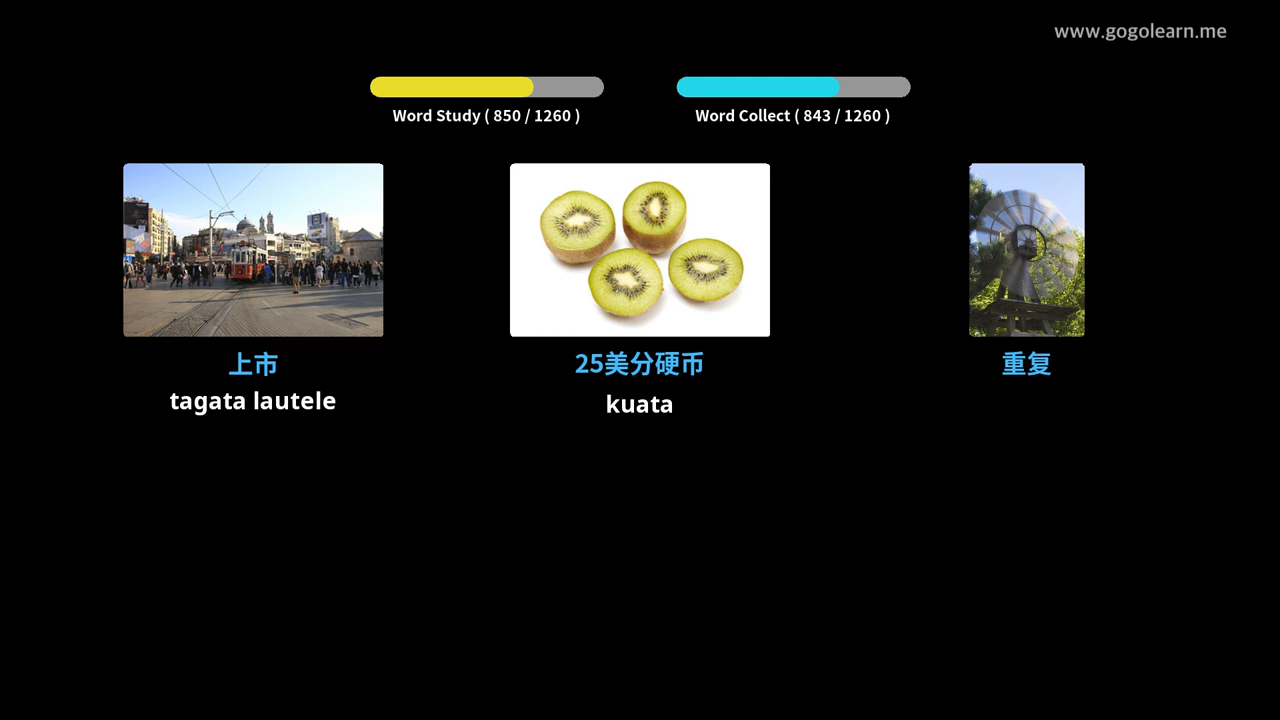 www.gogolearn.me
Word Study ( 850 / 1260 )
Word Collect ( 843 / 1260 )
上市
tagata lautele
25美分硬币
kuata
重复